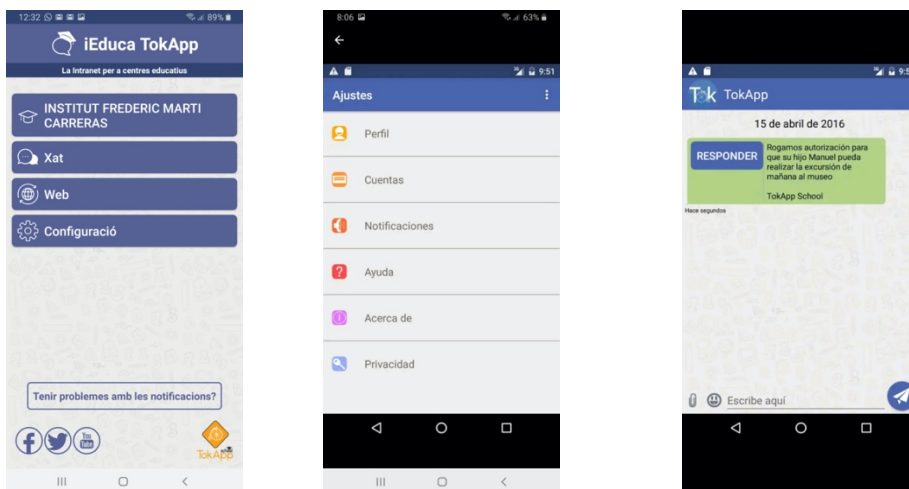 12:32
89%
iEduca TokApp
La Intranet per a centres educatius
INSTITUT FREDERIC MARTI
CARRERAS
Xat
Web
Configuració
Tenir problemes amb les notificacions?
You
Tube
TokApp
8:06
63%
9:51
Ajustes
Perfil
Cuentas
Notificaciones
Ayuda
Acerca de
Privacidad
Tok TokApp
15 de abril de 2016
RESPONDER
Rogamos autorización para
que su hijo Manuel pueda
realizar la excursión de
mañana al museo
TokApp School
Hace segundos
Escribe aquí